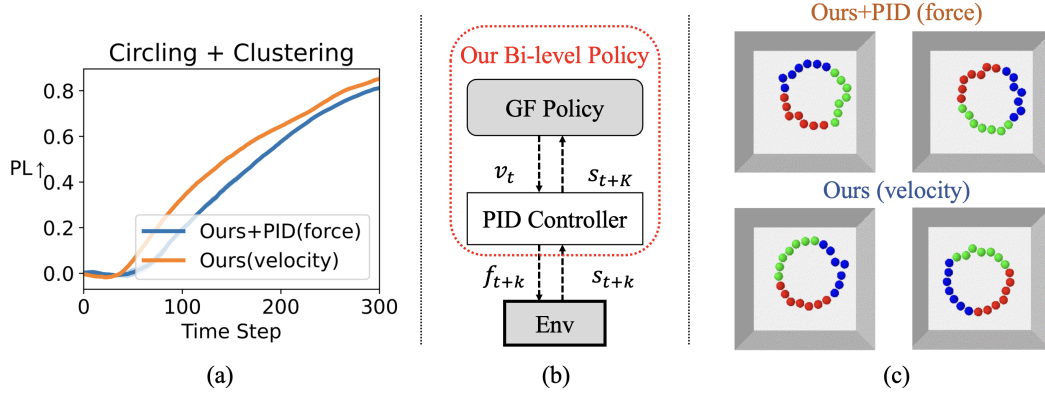 Circling + Clustering
PL↑
0.8
0.6
0.4
0.2
0.0
Ours+PID(force)
Ours(velocity)
0 100 200 300
Time Step
(a)
Our Bi-level Policy
GF Policy
v_t s_{t+K}
PID Controller
f_{t+k} s_{t+k}
Env
(b)
Ours+PID (force)
Ours (velocity)
(c)